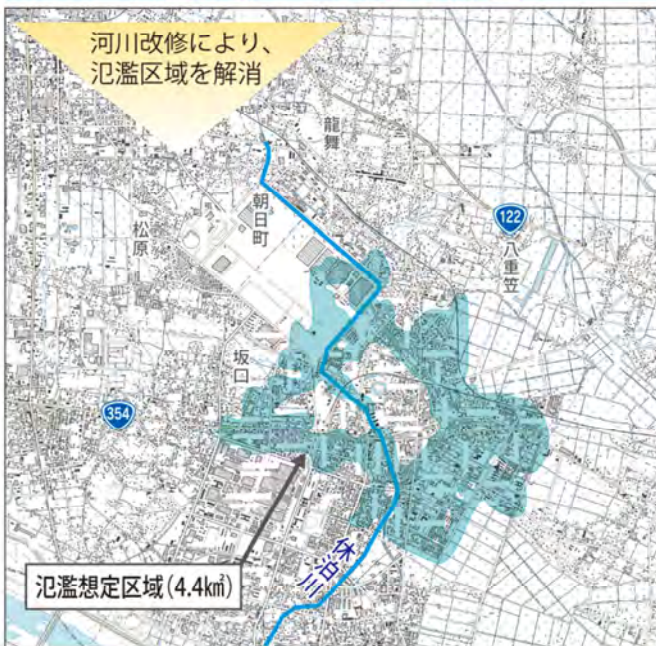 河川改修により、
氾濫区域を解消
龍舞
朝日町
松原
122
八重笠
坂口
354
休泊川
氾濫想定区域(4.4㎢)